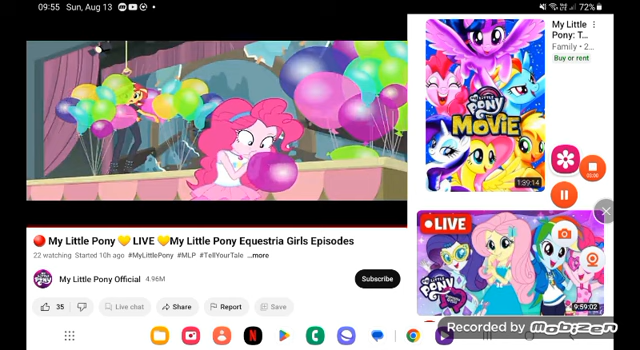 09:55 Sun, Aug 13
72%
My Little
Pony: T...
Family • 2...
Buy or rent
MY LITTLE
PONY
THE
MOVIE
1:39:14
00:00
🔴 My Little Pony 💛 LIVE 💛My Little Pony Equestria Girls Episodes
22 watching Started 10h ago #MyLittlePony #MLP #TellYourTale ...more
LIVE
My Little Pony Official 4.96M
Subscribe
35
Live chat
Share
Report
Save
9:59:02
Recorded by Mobizen